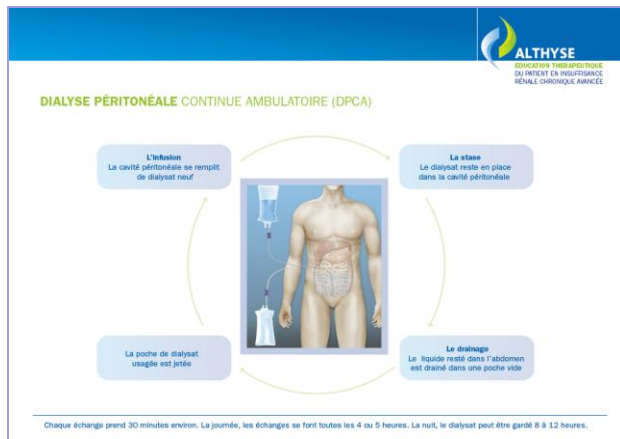 ALTHYSE
EDUCATION THERAPEUTIQUE
DU PATIENT EN INSUFFISANCE
RÉNALE CHRONIQUE AVANCÉE
DIALYSE PÉRITONÉALE CONTINUE AMBULATOIRE (DPCA)
L'infusion
La cavité péritonéale se remplit
de dialysat neuf
La stase
Le dialysat reste en place
dans la cavité péritonéale
La poche de dialysat
usagée est jetée
Le drainage
Le liquide resté dans l'abdomen
est drainé dans une poche vide
Chaque échange prend 30 minutes environ. La journée, les échanges se font toutes les 4 ou 5 heures. La nuit, le dialysat peut être gardé 8 à 12 heures.